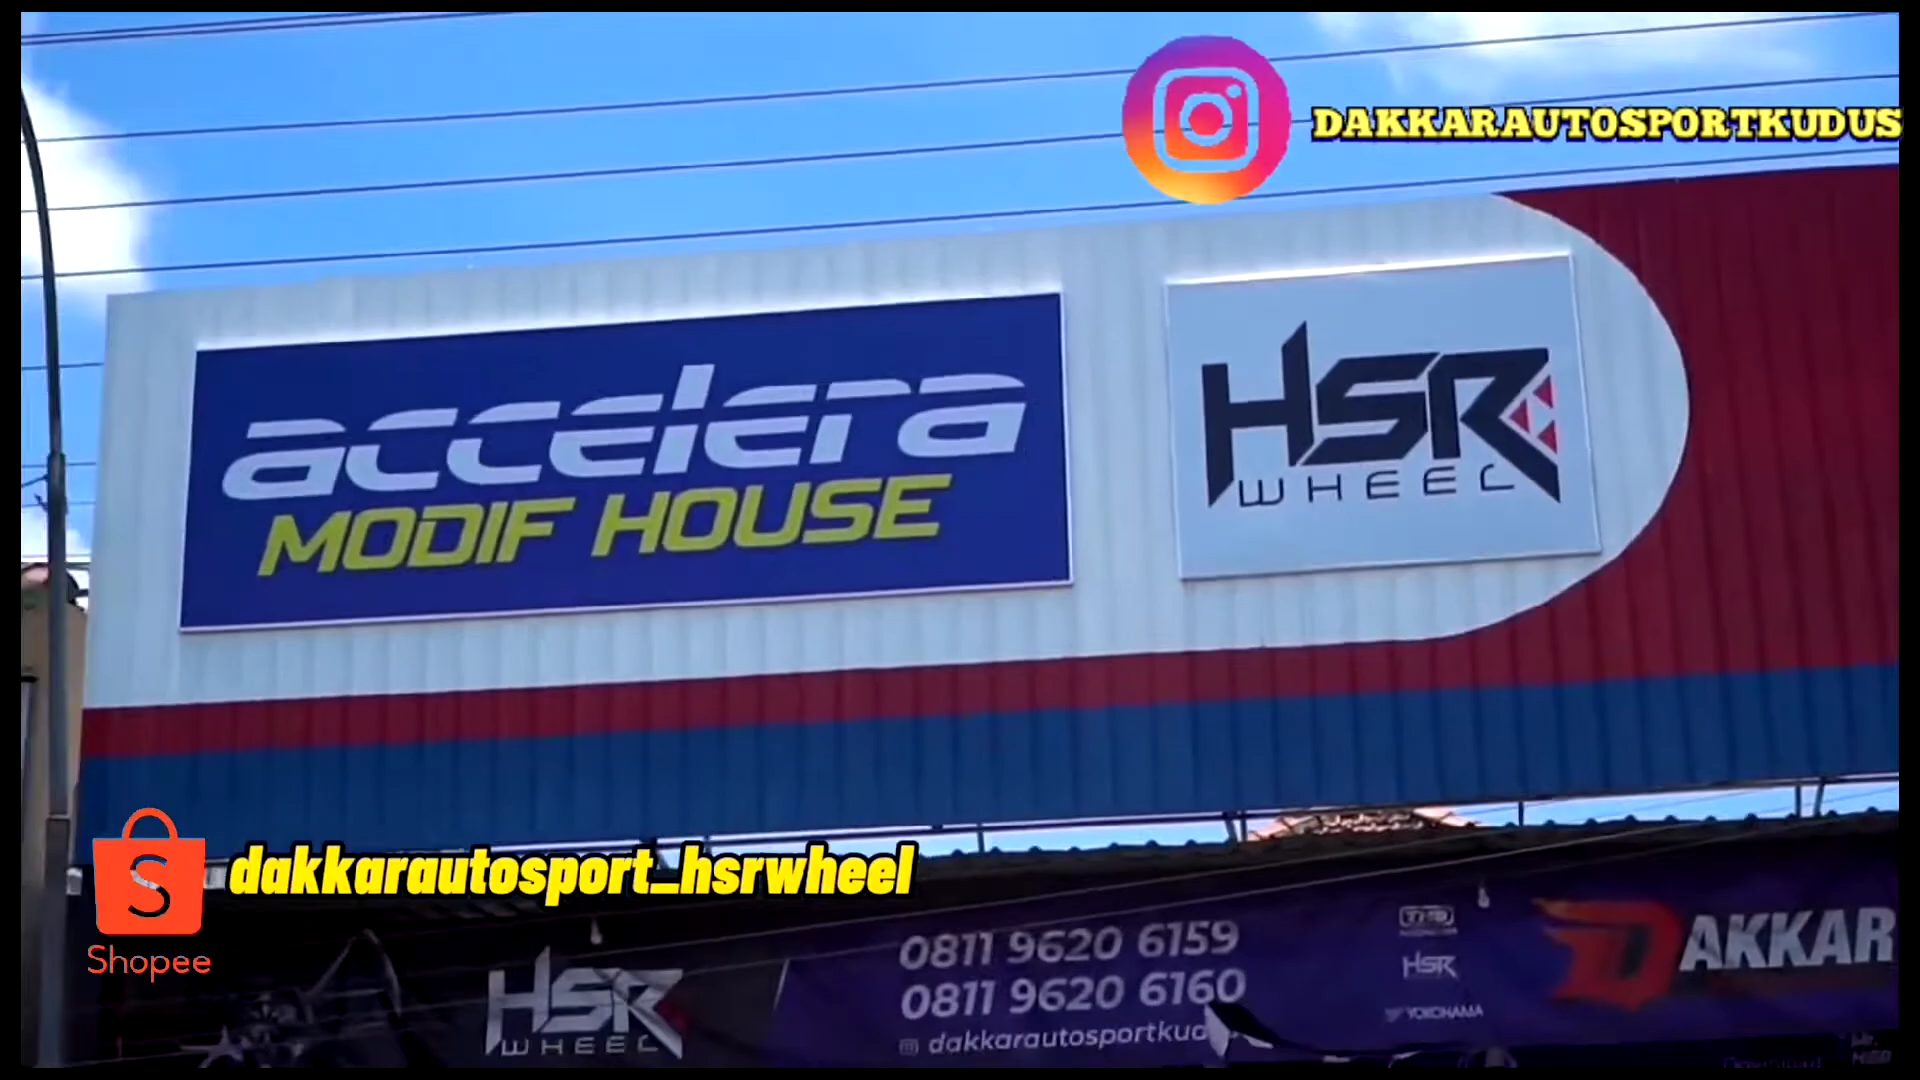 DAKKARAUTOSPORTKUDUS
accelera
MODIF HOUSE
HSR
WHEEL
dakkarautosport_hsrwheel
Shopee
HSR
WHEEL
0811 9620 6159
0811 9620 6160
dakkarautosportkud
HSR
YOKOHAMA
DAKKAR